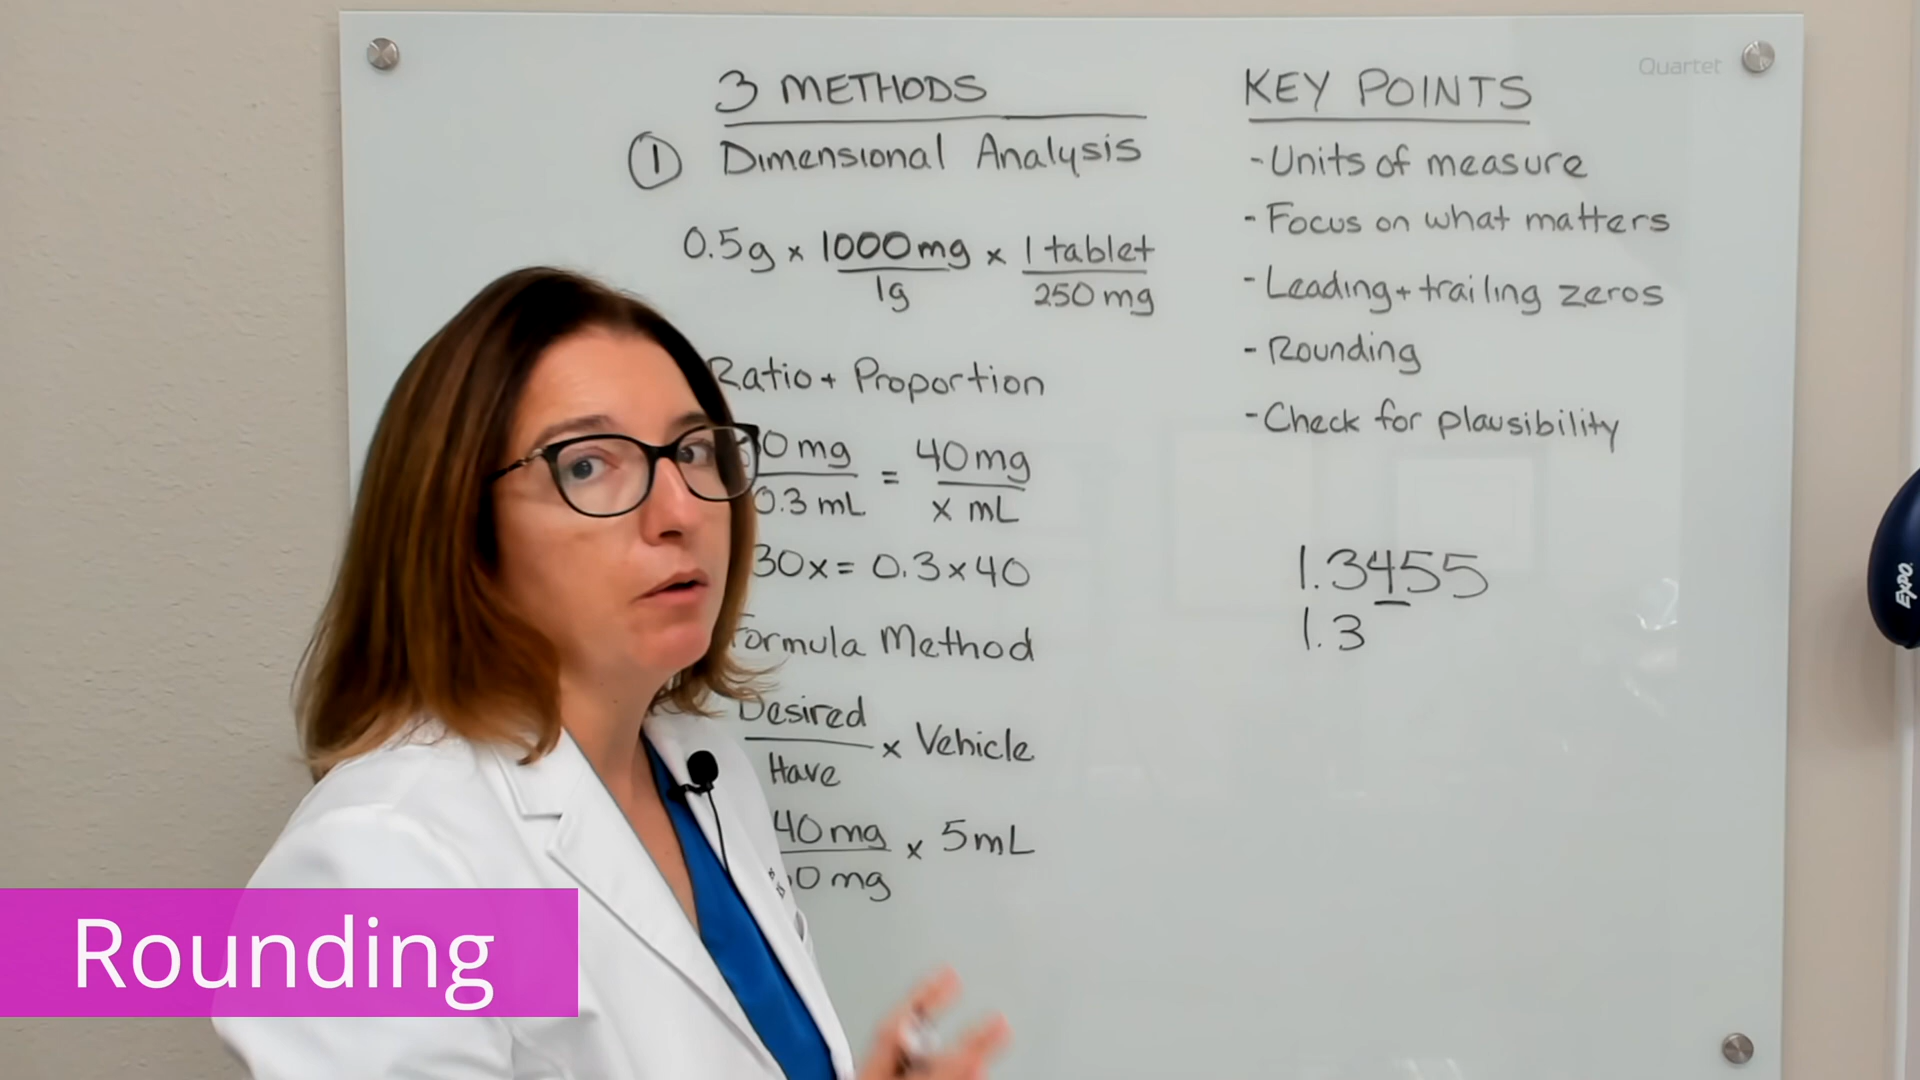 3 METHODS
① Dimensional Analysis
0.5g x 1000mg x 1 tablet
1g 250 mg
Ratio + Proportion
0 mg = 40mg
0.3 mL x mL
30x = 0.3x40
Formula Method
Desired x Vehicle
Have
40mg x 5mL
0 mg
KEY POINTS
- Units of measure
- Focus on what matters
- Leading + trailing zeros
- Rounding
- Check for plausibility
1.3455
1.3
Quartet
EXPO
Rounding